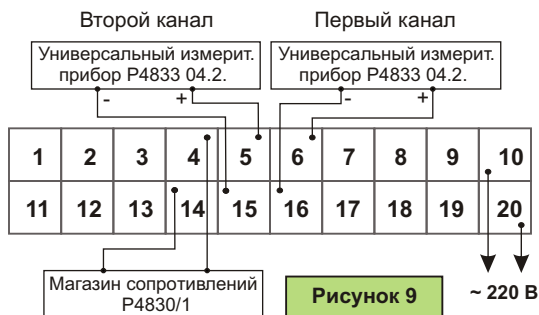 Второй канал Первый канал
Универсальный измерит. Универсальный измерит.
прибор Р4833 04.2. прибор Р4833 04.2.
- + - +
1 2 3 4 5 6 7 8 9 10
11 12 13 14 15 16 17 18 19 20
Магазин сопротивлений
Р4830/1
Рисунок 9
~ 220 В